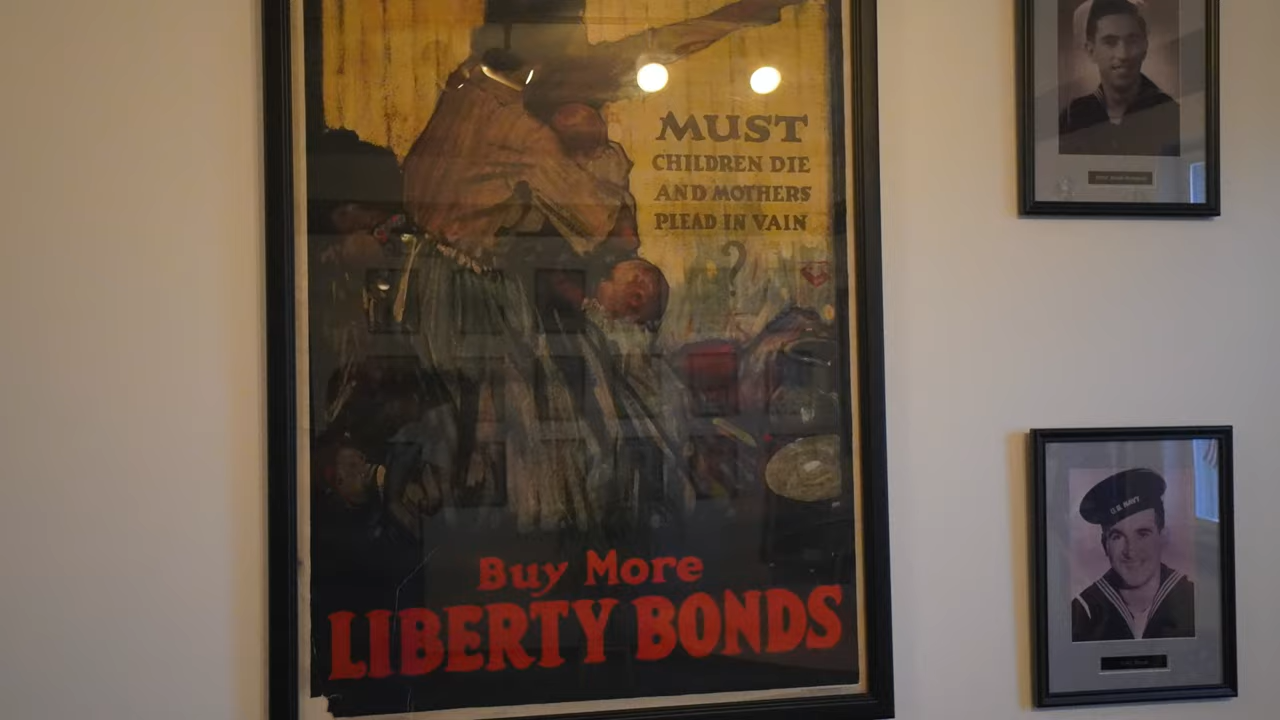 MUST
CHILDREN DIE
AND MOTHERS
PLEAD IN VAIN
?
Buy More
LIBERTY BONDS
U.S. NAVY